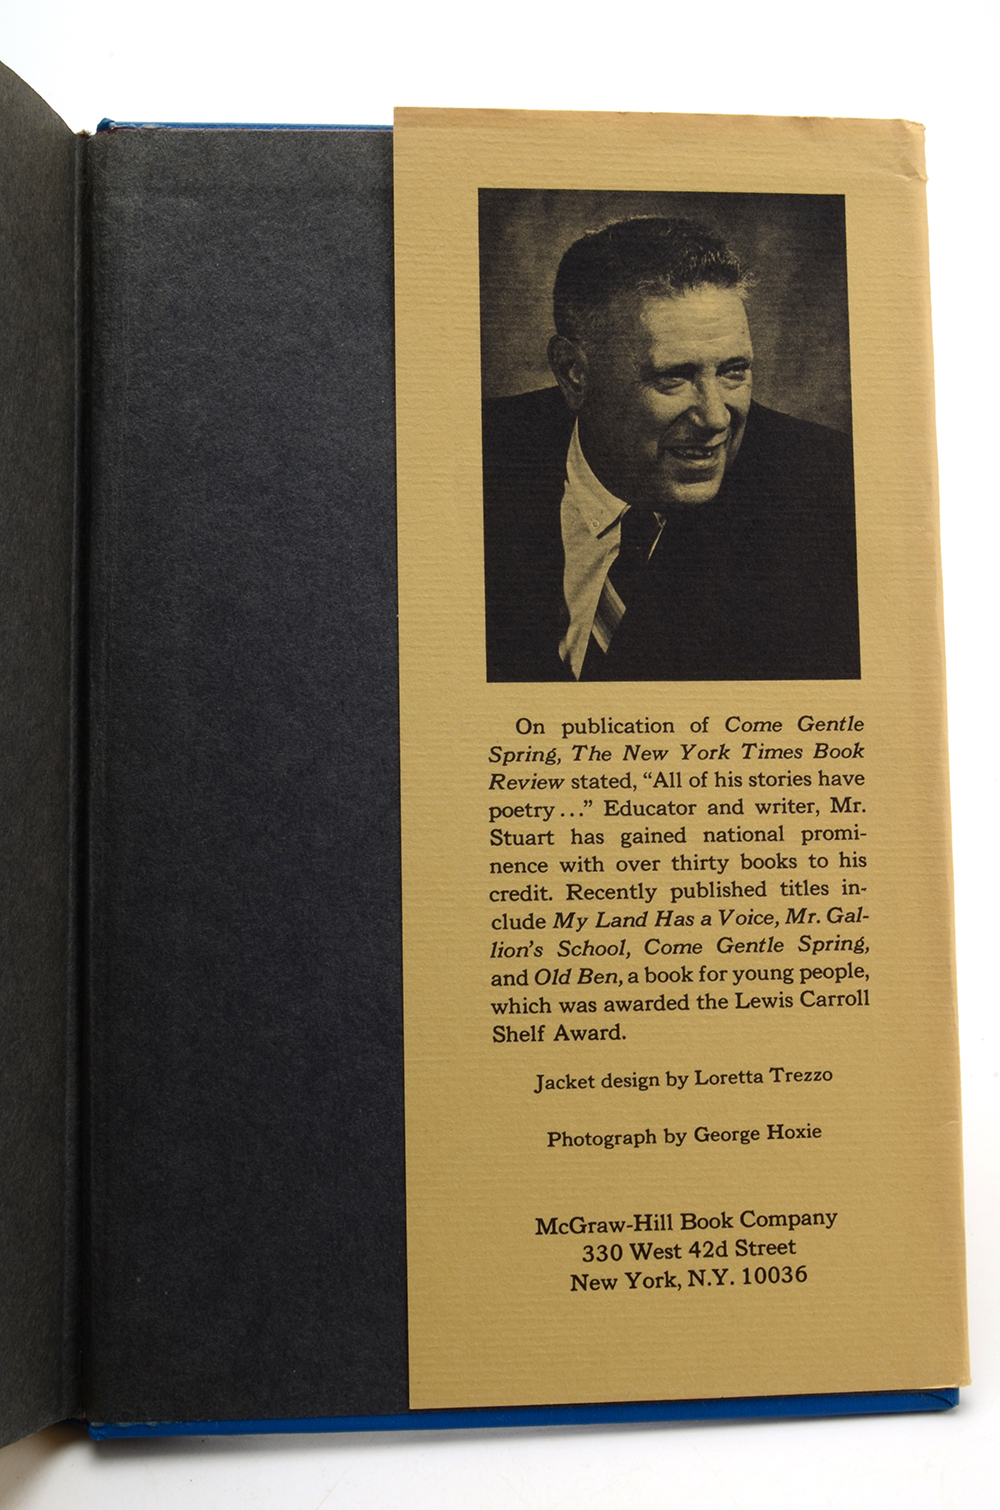 On publication of Come Gentle
Spring, The New York Times Book
Review stated, “All of his stories have
poetry...” Educator and writer, Mr.
Stuart has gained national promi-
nence with over thirty books to his
credit. Recently published titles in-
clude My Land Has a Voice, Mr. Gal-
lion’s School, Come Gentle Spring,
and Old Ben, a book for young people,
which was awarded the Lewis Carroll
Shelf Award.
Jacket design by Loretta Trezzo
Photograph by George Hoxie
McGraw-Hill Book Company
330 West 42d Street
New York, N.Y. 10036